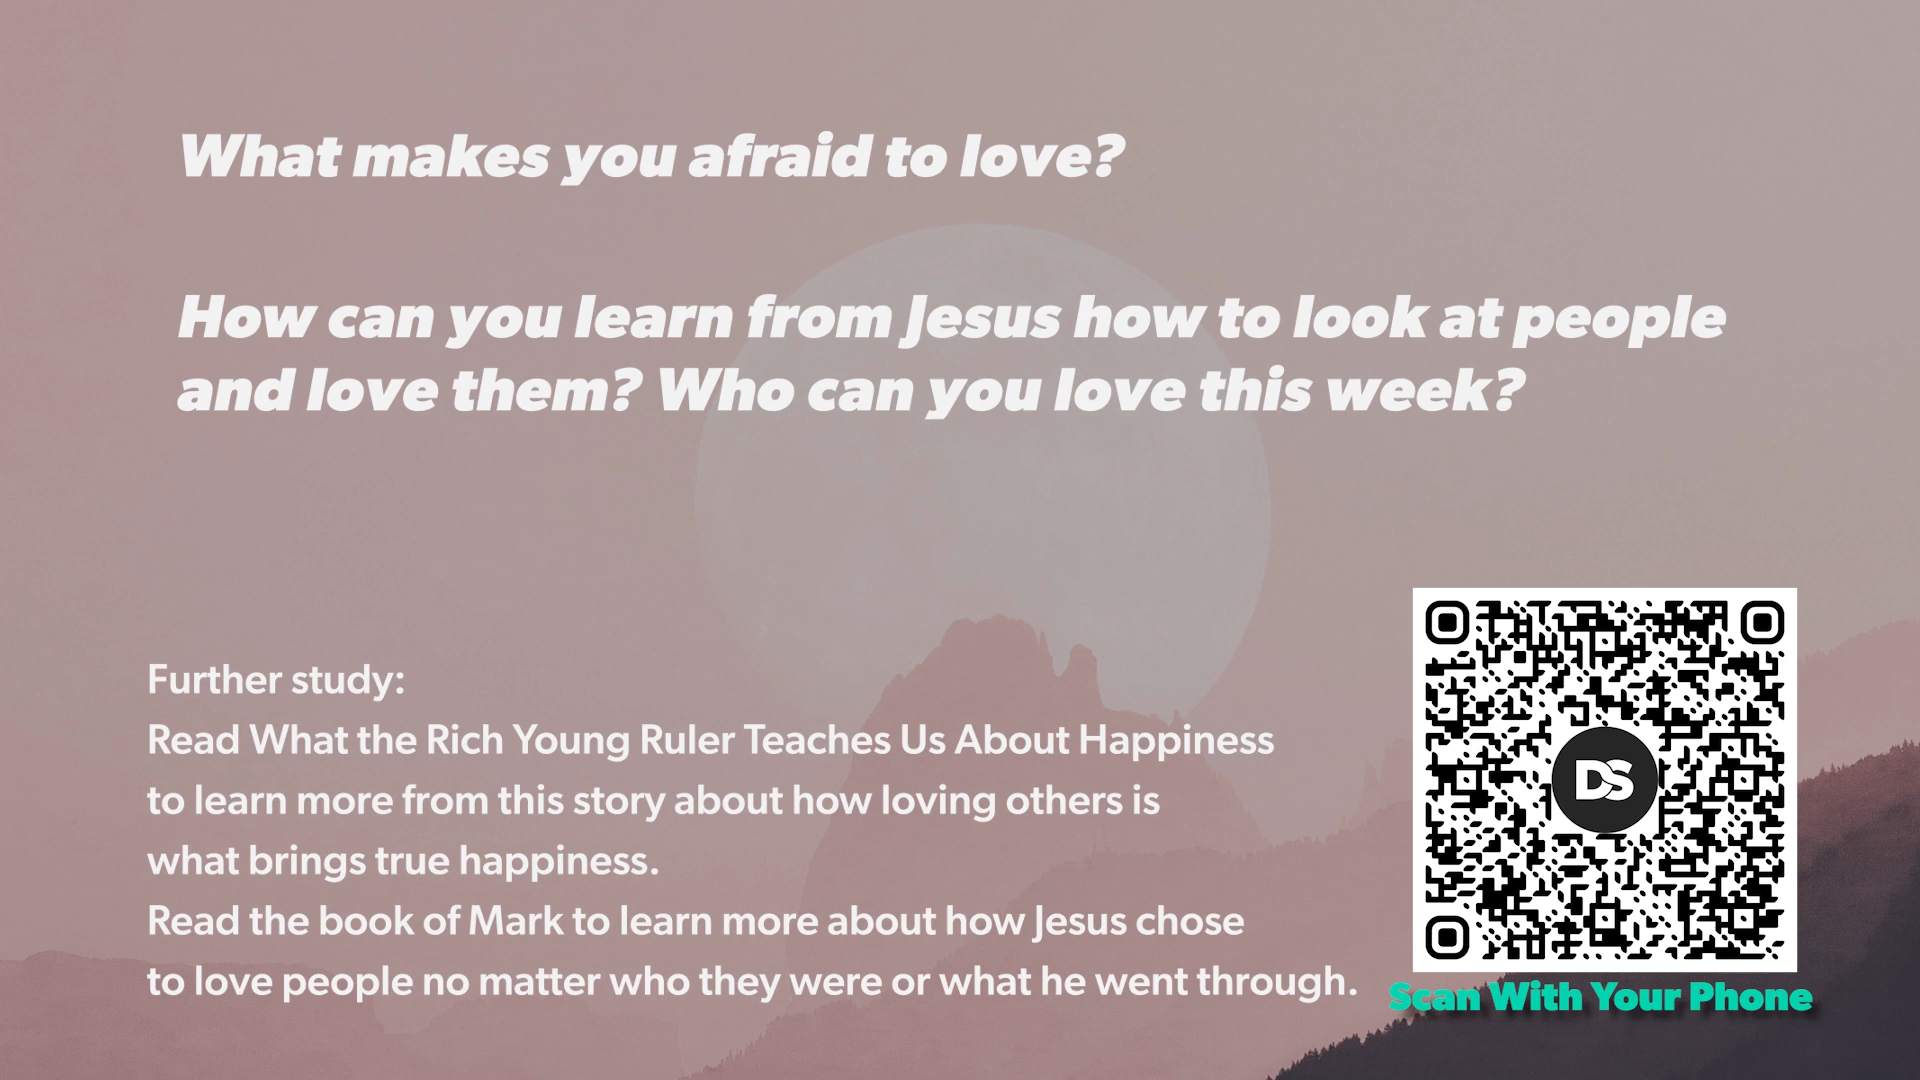 What makes you afraid to love?
How can you learn from Jesus how to look at people
and love them? Who can you love this week?
Further study:
Read What the Rich Young Ruler Teaches Us About Happiness
to learn more from this story about how loving others is
what brings true happiness.
Read the book of Mark to learn more about how Jesus chose
to love people no matter who they were or what he went through.
DS
Scan With Your Phone